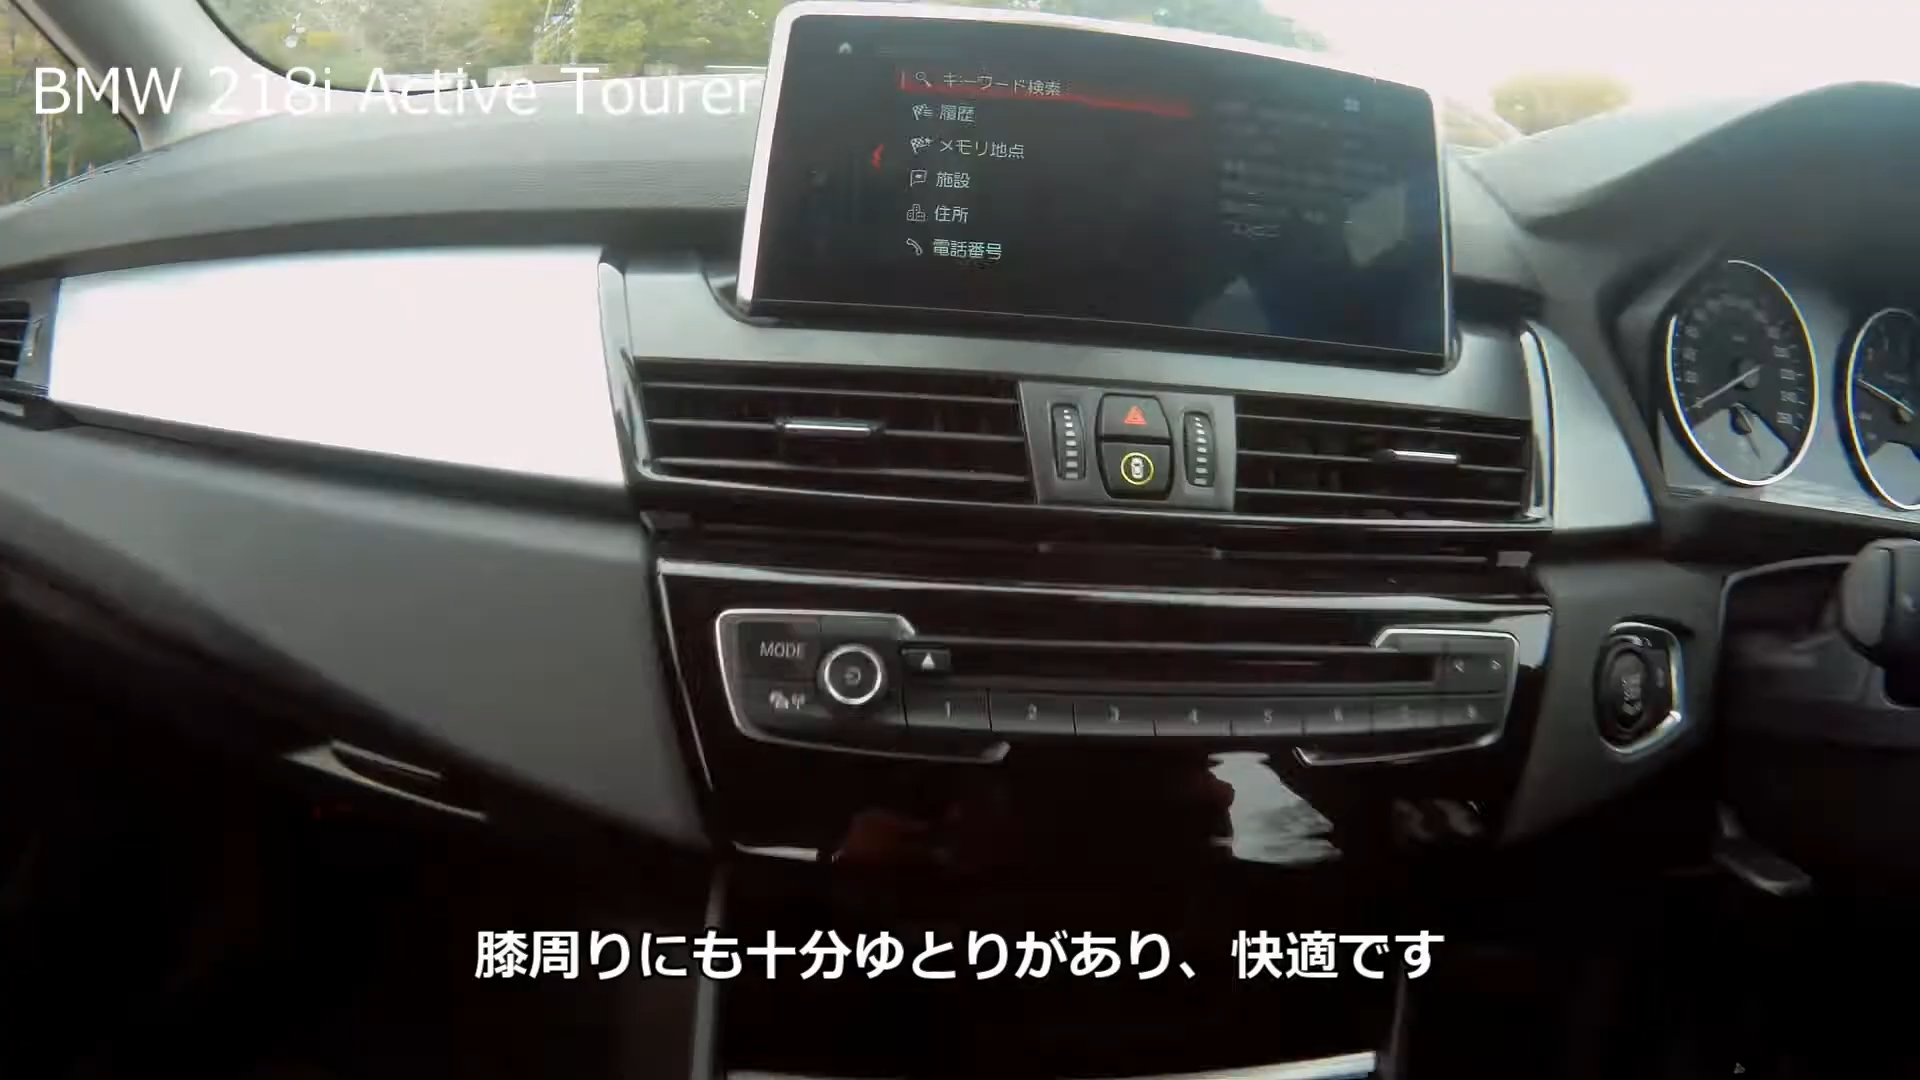 BMW 218i Active Tourer
キーワード検索
履歴
メモリ地点
施設
住所
電話番号
MODE
1 2 3 4 5 6 7 8
膝周りにも十分ゆとりがあり、快適です